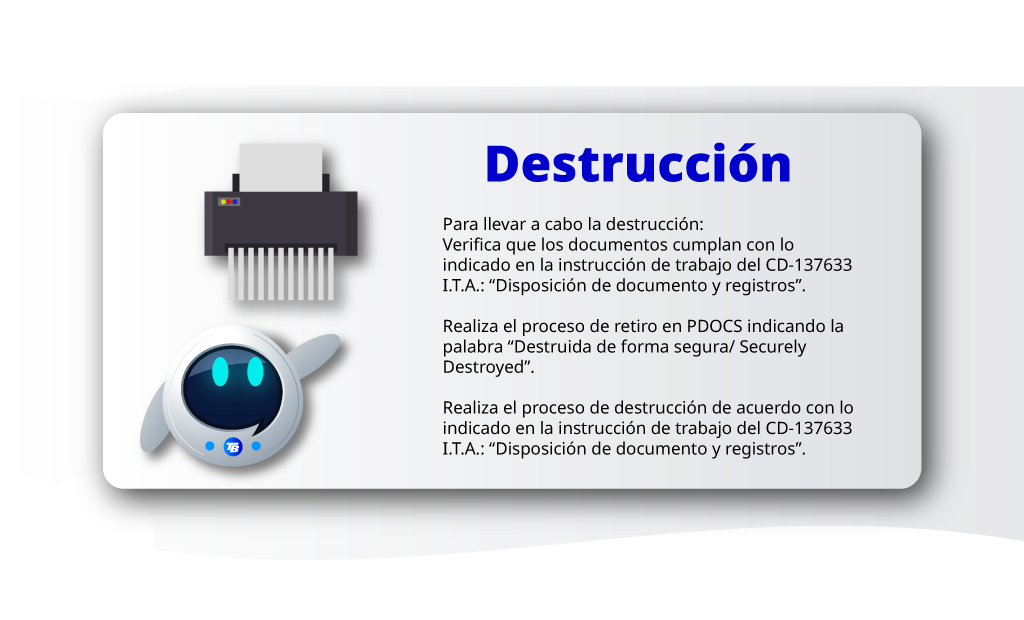 Destrucción
Para llevar a cabo la destrucción:
Verifica que los documentos cumplan con lo
indicado en la instrucción de trabajo del CD-137633
I.T.A.: “Disposición de documento y registros”.
Realiza el proceso de retiro en PDOCS indicando la
palabra “Destruida de forma segura/ Securely
Destroyed”.
Realiza el proceso de destrucción de acuerdo con lo
indicado en la instrucción de trabajo del CD-137633
I.T.A.: “Disposición de documento y registros”.
TB